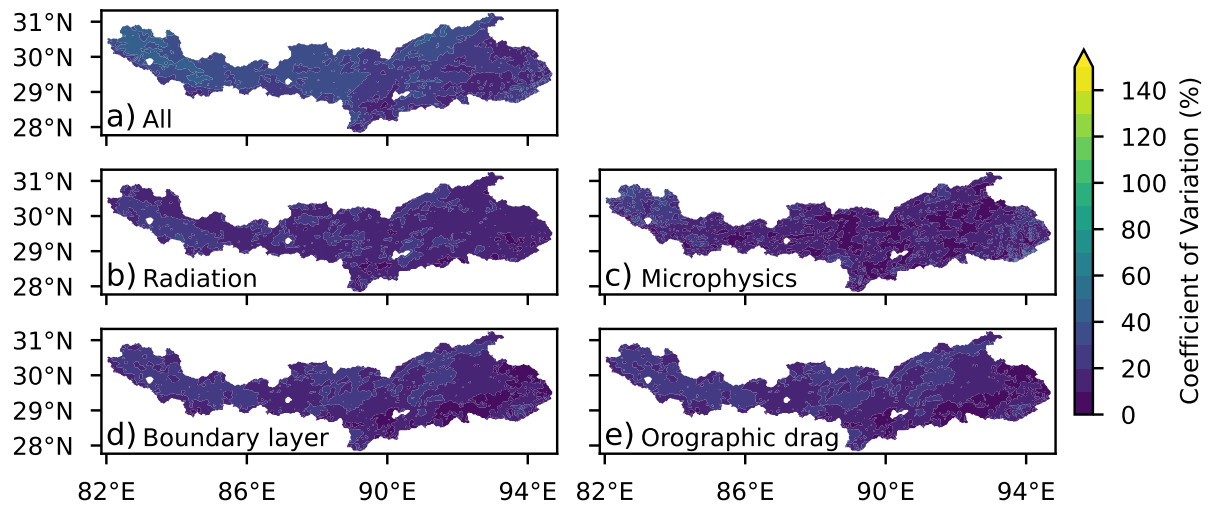 31°N
30°N
29°N
28°N
a) All
31°N
30°N
29°N
28°N
b) Radiation
c) Microphysics
31°N
30°N
29°N
28°N
d) Boundary layer
e) Orographic drag
82°E 86°E 90°E 94°E 82°E 86°E 90°E 94°E
140
120
100
80
60
40
20
0
Coefficient of Variation (%)